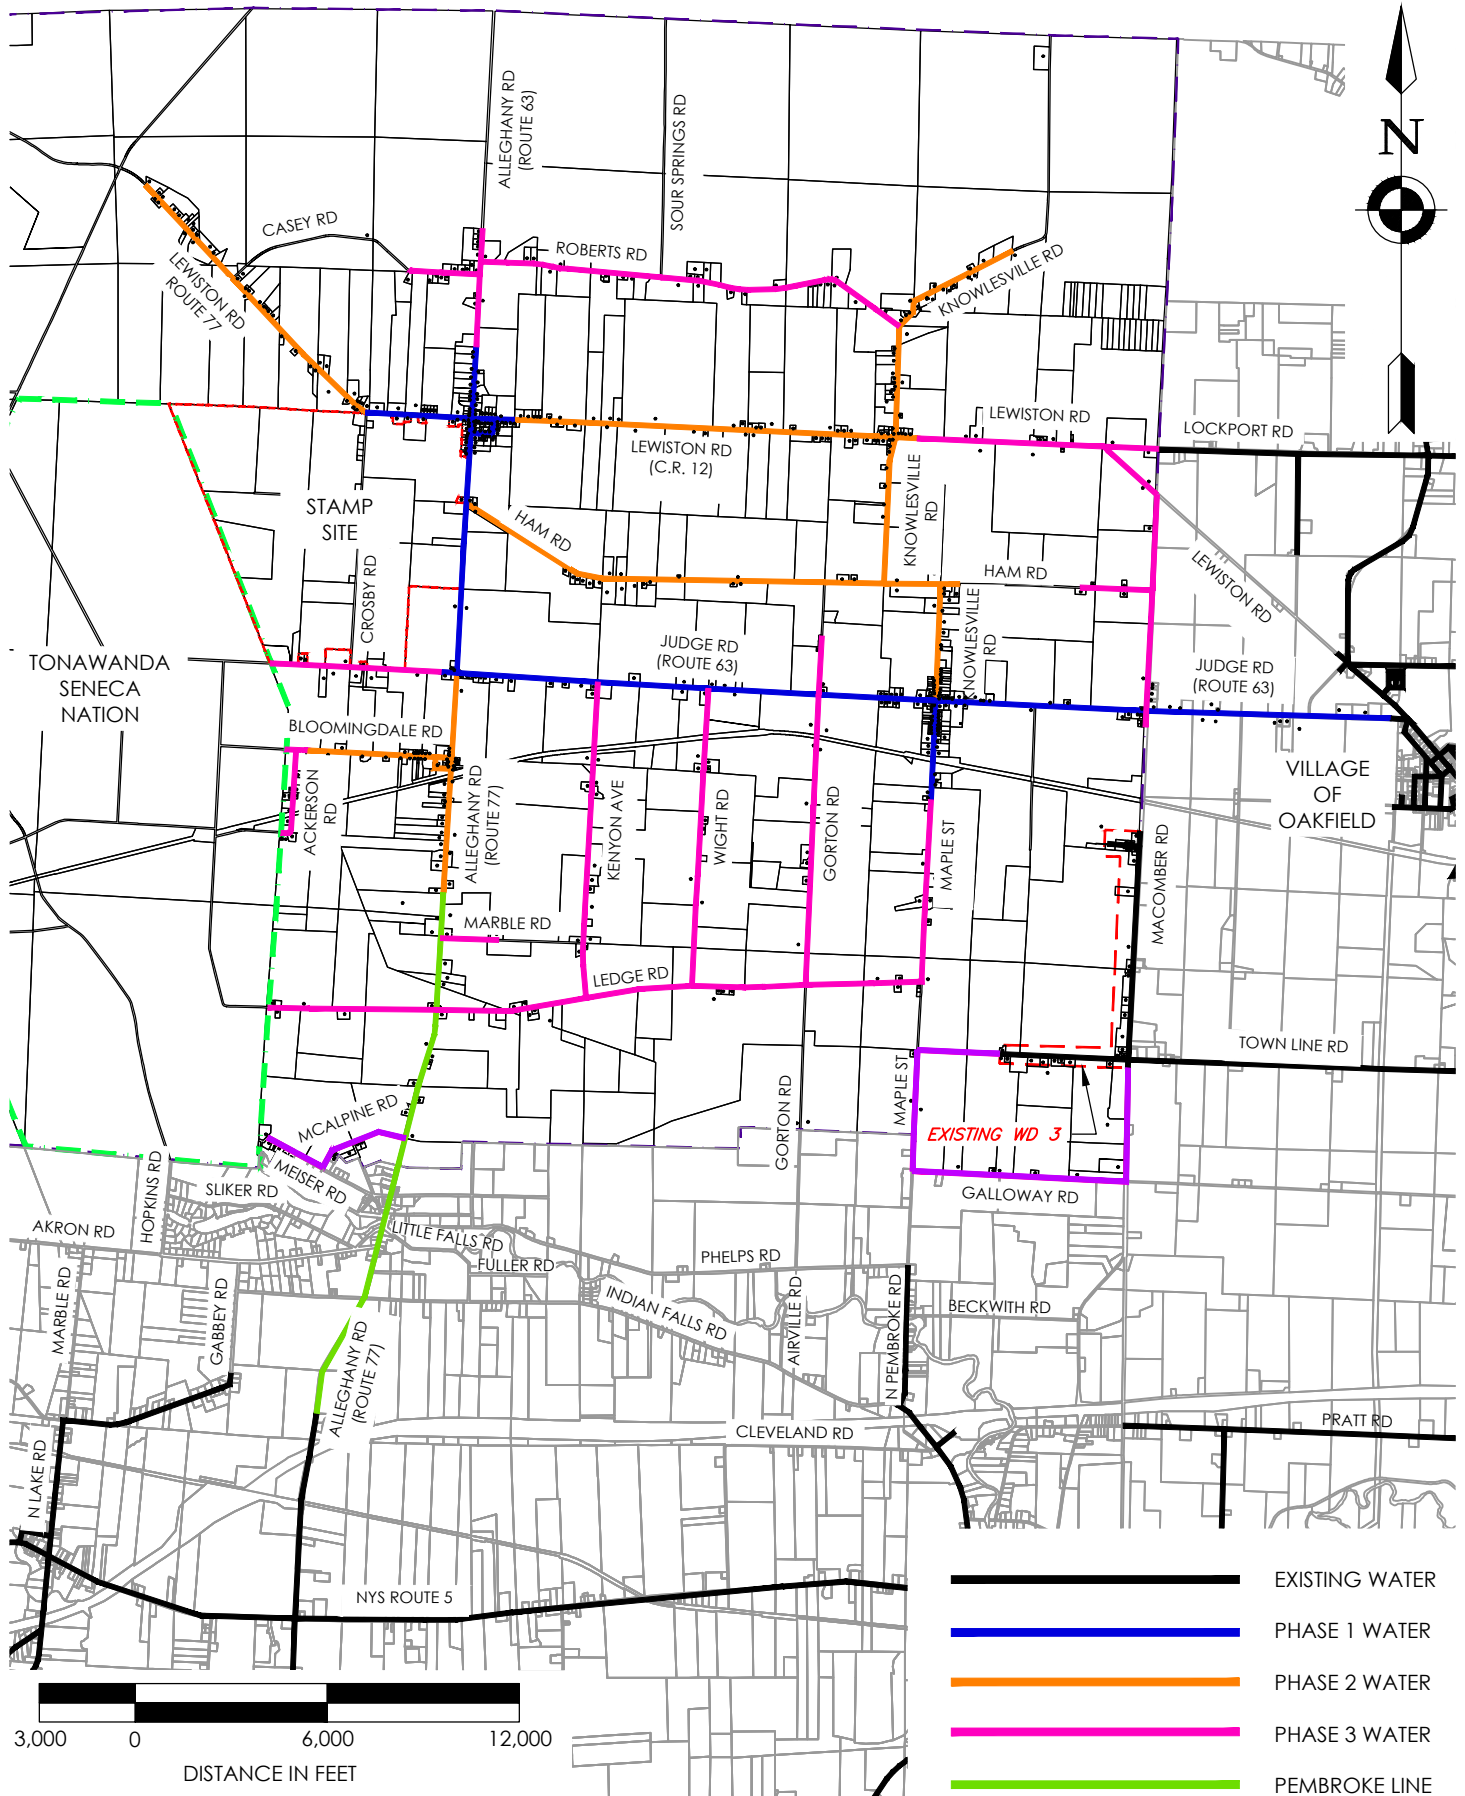 ALLEGHANY RD
(ROUTE 63)
SOUR SPRINGS RD
N
CASEY RD
ROBERTS RD
KNOWLESVILLE RD
LEWISTON RD
ROUTE 77
LEWISTON RD
LOCKPORT RD
LEWISTON RD
(C.R. 12)
KNOWLESVILLE
RD
STAMP
SITE
HAM RD
HAM RD
LEWISTON RD
CROSBY RD
KNOWLESVILLE
RD
JUDGE RD
(ROUTE 63)
JUDGE RD
(ROUTE 63)
TONAWANDA
SENECA
NATION
BLOOMINGDALE RD
VILLAGE
OF
OAKFIELD
ACKERSON
RD
ALLEGHANY RD
(ROUTE 77)
KENYON AVE
WIGHT RD
GORTON RD
MAPLE ST
MACOMBER RD
MARBLE RD
LEDGE RD
TOWN LINE RD
MAPLE ST
GORTON RD
MCALPINE RD
EXISTING WD 3
MEISER RD
HOPKINS RD
SLIKER RD
GALLOWAY RD
AKRON RD
LITTLE FALLS RD
FULLER RD
PHELPS RD
MARBLE RD
GABBEY RD
INDIAN FALLS RD
AIRVILLE RD
N PEMBROKE RD
BECKWITH RD
ALLEGHANY RD
(ROUTE 77)
CLEVELAND RD
PRATT RD
N LAKE RD
NYS ROUTE 5
EXISTING WATER
PHASE 1 WATER
PHASE 2 WATER
PHASE 3 WATER
PEMBROKE LINE
3,000 0 6,000 12,000
DISTANCE IN FEET